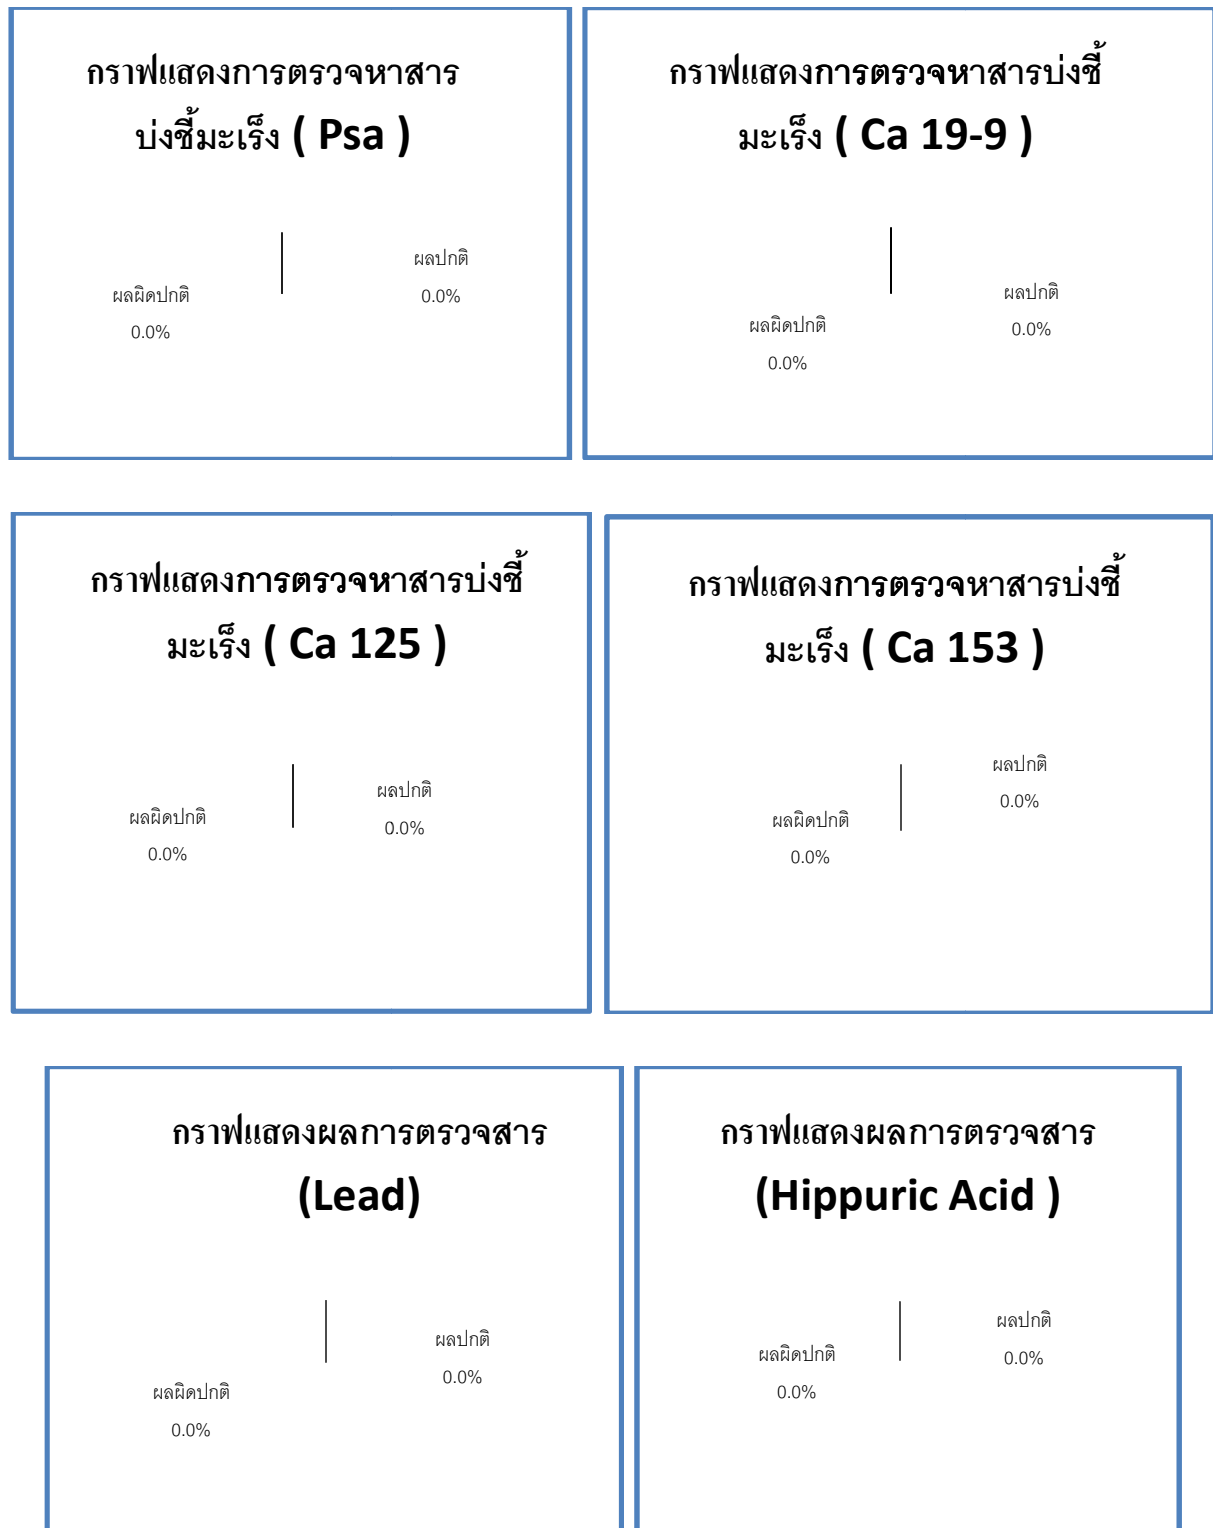 กราฟแสดงการตรวจหาสาร
บ่งชี้มะเร็ง ( Psa )
ผลปกติ
0.0%
ผลผิดปกติ
0.0%
กราฟแสดงการตรวจหาสารบ่งชี้
มะเร็ง ( Ca 19-9 )
ผลปกติ
0.0%
ผลผิดปกติ
0.0%
กราฟแสดงการตรวจหาสารบ่งชี้
มะเร็ง ( Ca 125 )
ผลปกติ
0.0%
ผลผิดปกติ
0.0%
กราฟแสดงการตรวจหาสารบ่งชี้
มะเร็ง ( Ca 153 )
ผลปกติ
0.0%
ผลผิดปกติ
0.0%
กราฟแสดงผลการตรวจสาร
(Lead)
ผลปกติ
0.0%
ผลผิดปกติ
0.0%
กราฟแสดงผลการตรวจสาร
(Hippuric Acid )
ผลปกติ
0.0%
ผลผิดปกติ
0.0%